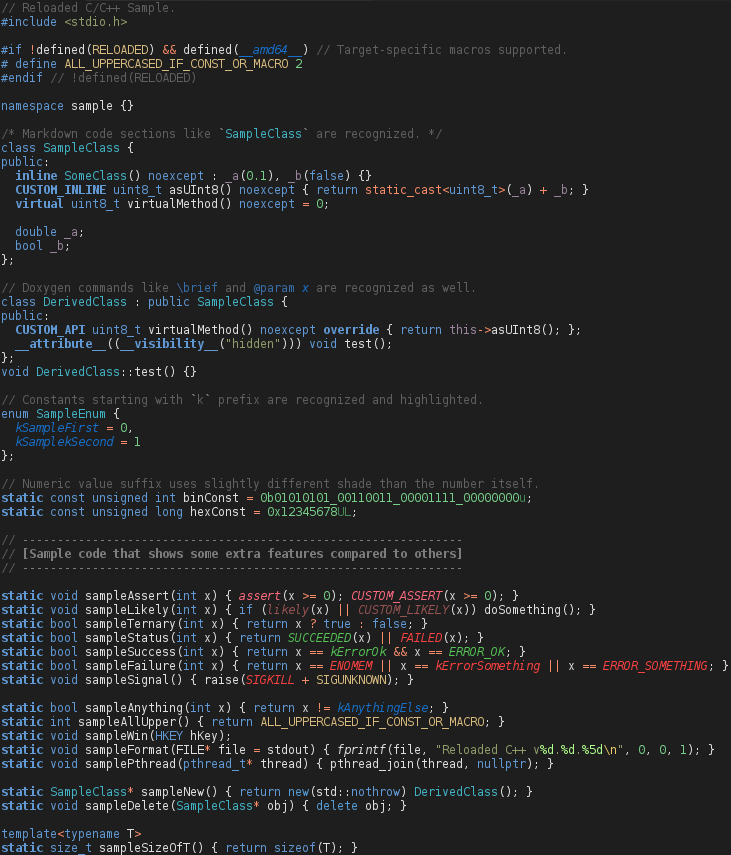 // Reloaded C/C++ Sample.
#include <stdio.h>

#if !defined(RELOADED) && defined(__amd64__) // Target-specific macros supported.
# define ALL_UPPERCASED_IF_CONST_OR_MACRO 2
#endif // !defined(RELOADED)

namespace sample {}

/* Markdown code sections like `SampleClass` are recognized. */
class SampleClass {
public:
  inline SomeClass() noexcept : _a(0.1), _b(false) {}
  CUSTOM_INLINE uint8_t asUInt8() noexcept { return static_cast<uint8_t>(_a) + _b; }
  virtual uint8_t virtualMethod() noexcept = 0;

  double _a;
  bool _b;
};

// Doxygen commands like \brief and @param x are recognized as well.
class DerivedClass : public SampleClass {
public:
  CUSTOM_API uint8_t virtualMethod() noexcept override { return this->asUInt8(); };
  __attribute__((__visibility__("hidden"))) void test();
};
void DerivedClass::test() {}

// Constants starting with `k` prefix are recognized and highlighted.
enum SampleEnum {
  kSampleFirst = 0,
  kSamplekSecond = 1
};

// Numeric value suffix uses slightly different shade than the number itself.
static const unsigned int binConst = 0b01010101_00110011_00001111_00000000u;
static const unsigned long hexConst = 0x12345678UL;

// ---------------------------------------------------------------
// [Sample code that shows some extra features compared to others]
// ---------------------------------------------------------------

static void sampleAssert(int x) { assert(x >= 0); CUSTOM_ASSERT(x >= 0); }
static void sampleLikely(int x) { if (likely(x) || CUSTOM_LIKELY(x)) doSomething(); }
static bool sampleTernary(int x) { return x ? true : false; }
static bool sampleStatus(int x) { return SUCCEEDED(x) || FAILED(x); }
static bool sampleSuccess(int x) { return x == kErrorOk && x == ERROR_OK; }
static bool sampleFailure(int x) { return x == ENOMEM || x == kErrorSomething || x == ERROR_SOMETHING; }
static void sampleSignal() { raise(SIGKILL + SIGUNKNOWN); }

static bool sampleAnything(int x) { return x != kAnythingElse; }
static int sampleAllUpper() { return ALL_UPPERCASED_IF_CONST_OR_MACRO; }
static void sampleWin(HKEY hKey);
static void sampleFormat(FILE* file = stdout) { fprintf(file, "Reloaded C++ v%d.%d.%5d\n", 0, 0, 1); }
static void samplePthread(pthread_t* thread) { pthread_join(thread, nullptr); }

static SampleClass* sampleNew() { return new(std::nothrow) DerivedClass(); }
static void sampleDelete(SampleClass* obj) { delete obj; }

template<typename T>
static size_t sampleSizeOfT() { return sizeof(T); }